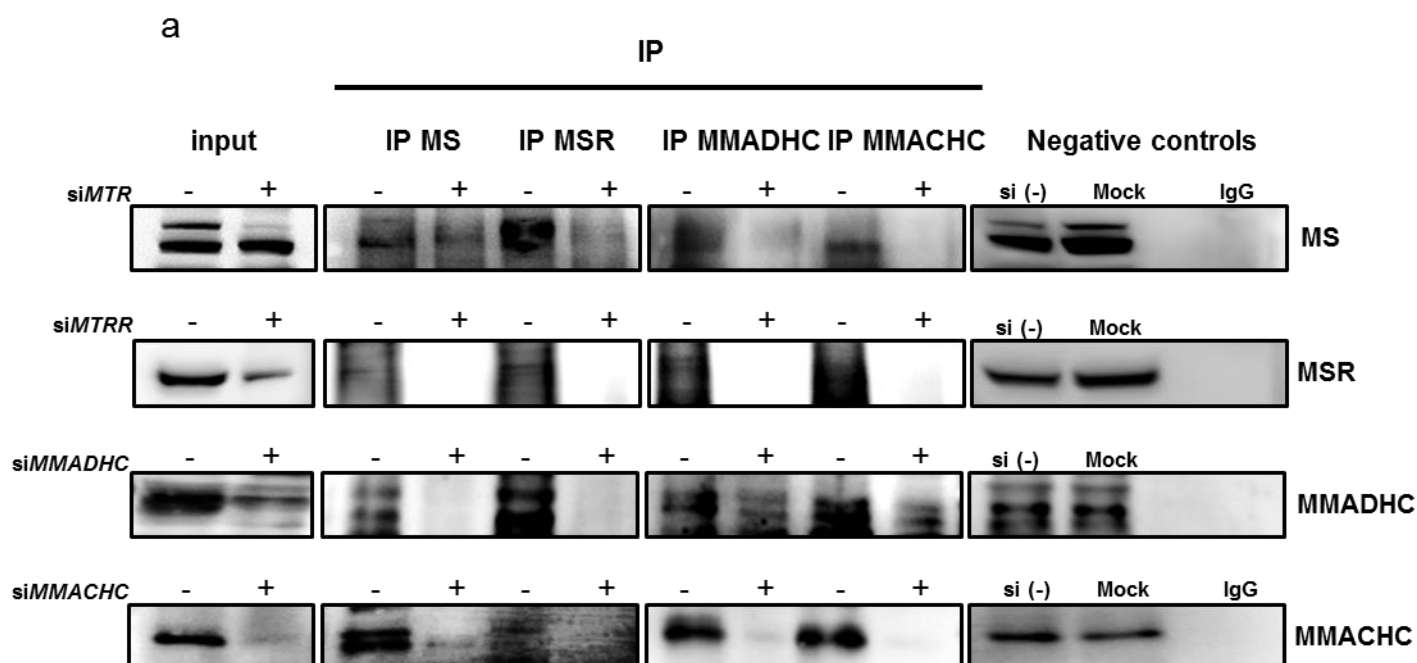 a
IP
input IP MS IP MSR IP MMADHC IP MMACHC Negative controls
siMTR - + - + - + - + - + si (-) Mock IgG
MS
siMTRR - + - + - + - + - + si (-) Mock
MSR
siMMADHC - + - + - + - + - + si (-) Mock
MMADHC
siMMACHC - + - + - + - + - + si (-) Mock IgG
MMACHC